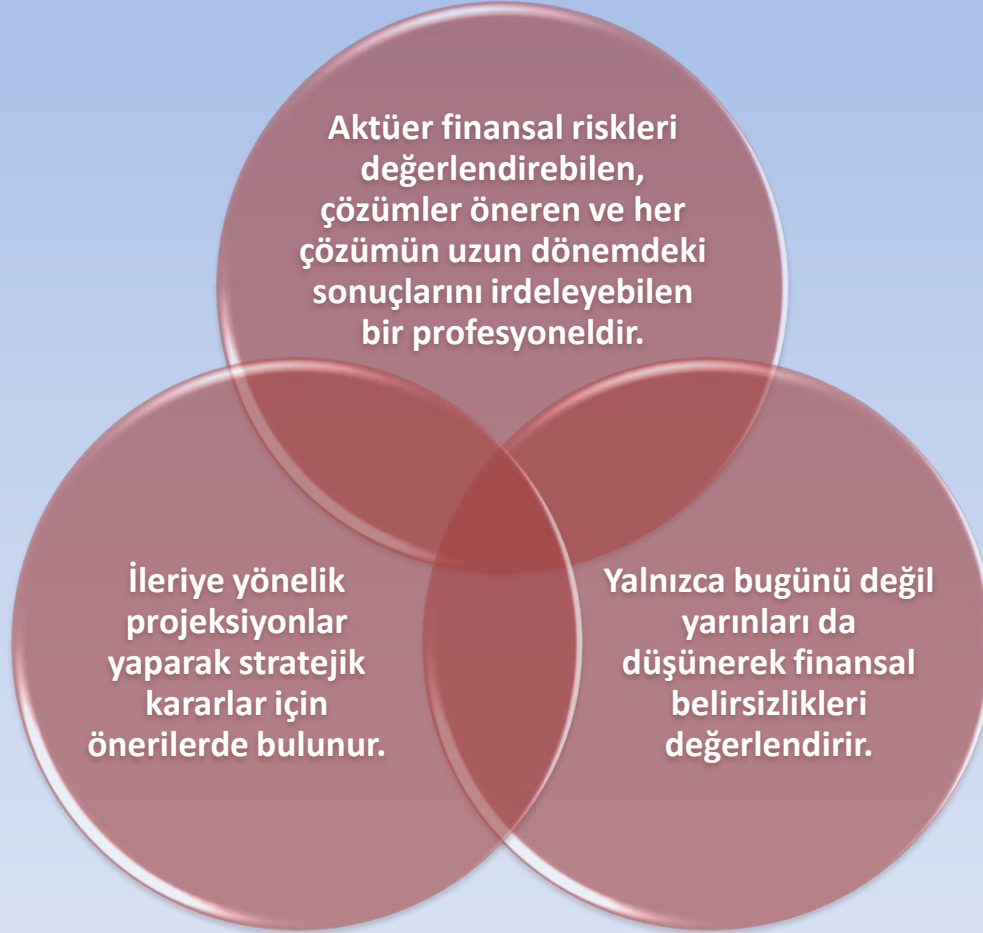 Aktüer finansal riskleri
değerlendirebilen,
çözümler öneren ve her
çözümün uzun dönemdeki
sonuçlarını irdeleyebilen
bir profesyoneldir.
İleriye yönelik
projeksiyonlar
yaparak stratejik
kararlar için
önerilerde bulunur.
Yalnızca bugünü değil
yarınları da
düşünerek finansal
belirsizlikleri
değerlendirir.